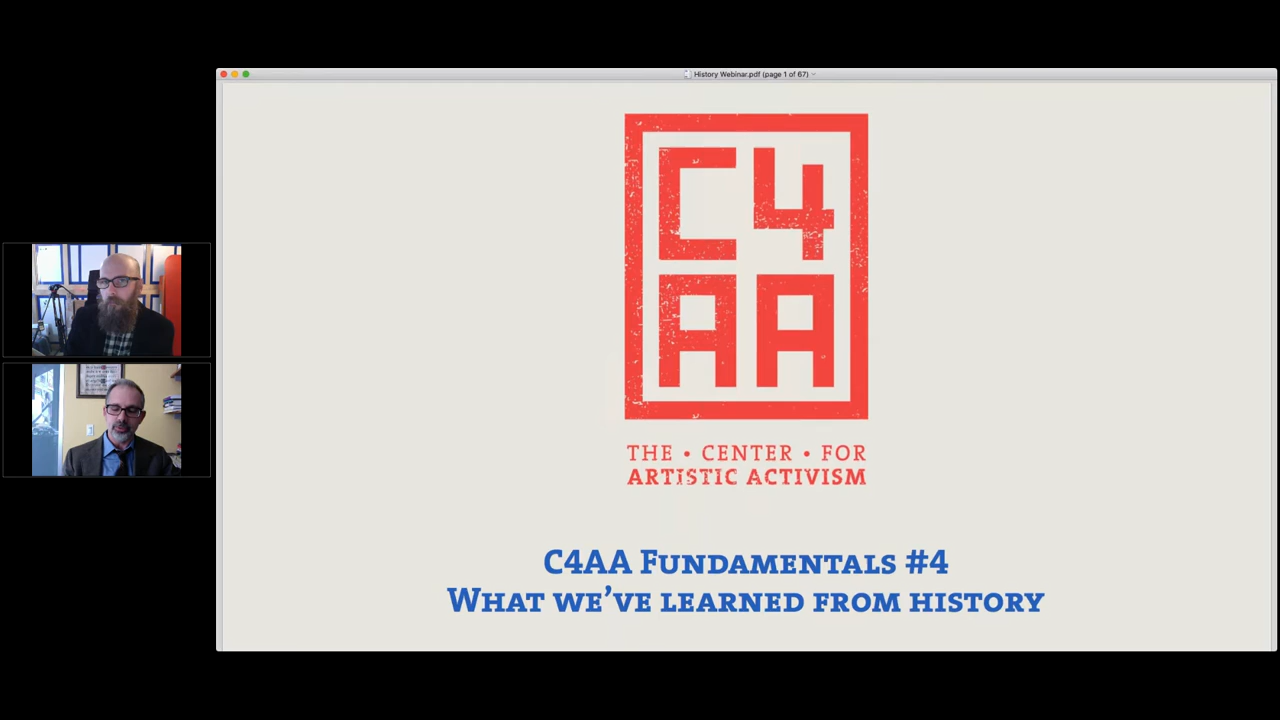 History Webinar.pdf (page 1 of 67)
C4
AA
THE • CENTER • FOR
ARTISTIC ACTIVISM
C4AA Fundamentals #4
What we've learned from history